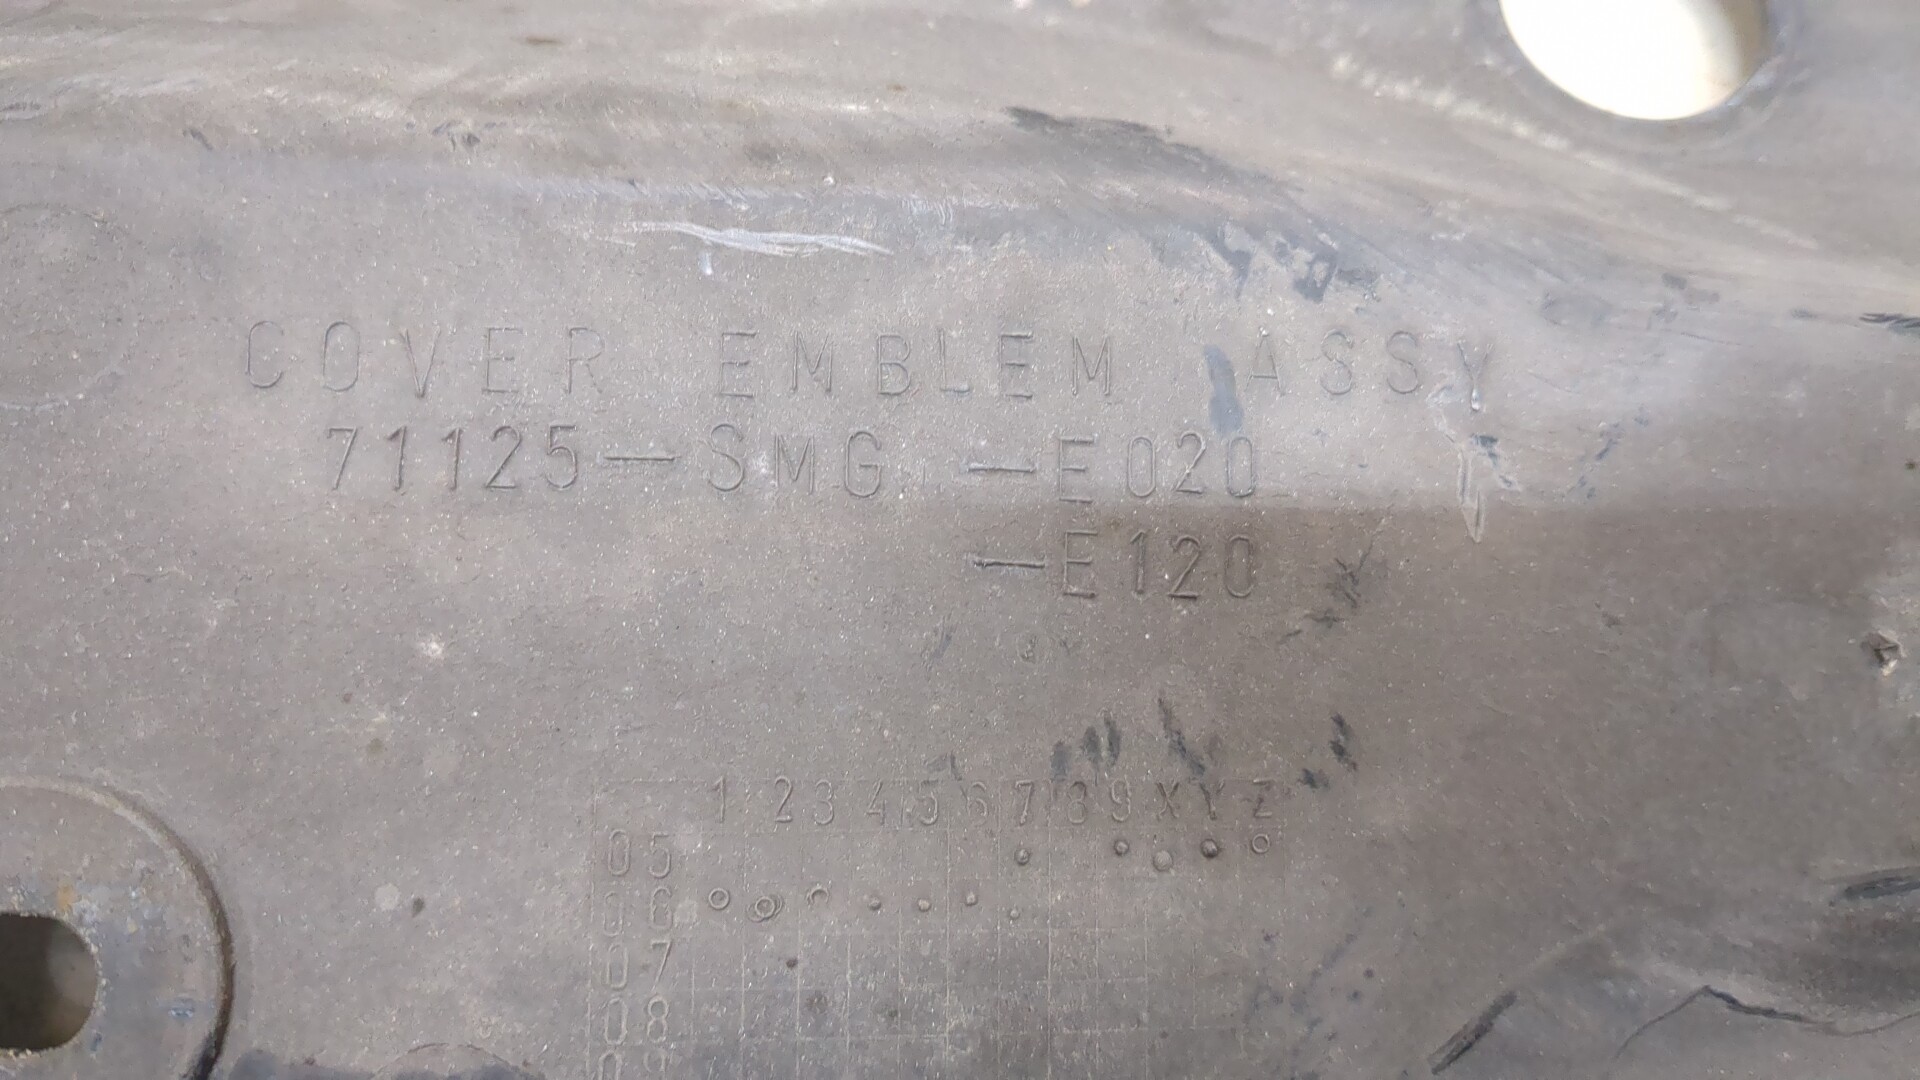 COVER EMBLEM ASSY
71125-SMG -E020
-E120
1 2 3 4 5 6 7 8 9 X Y Z
05
06
07
08
09